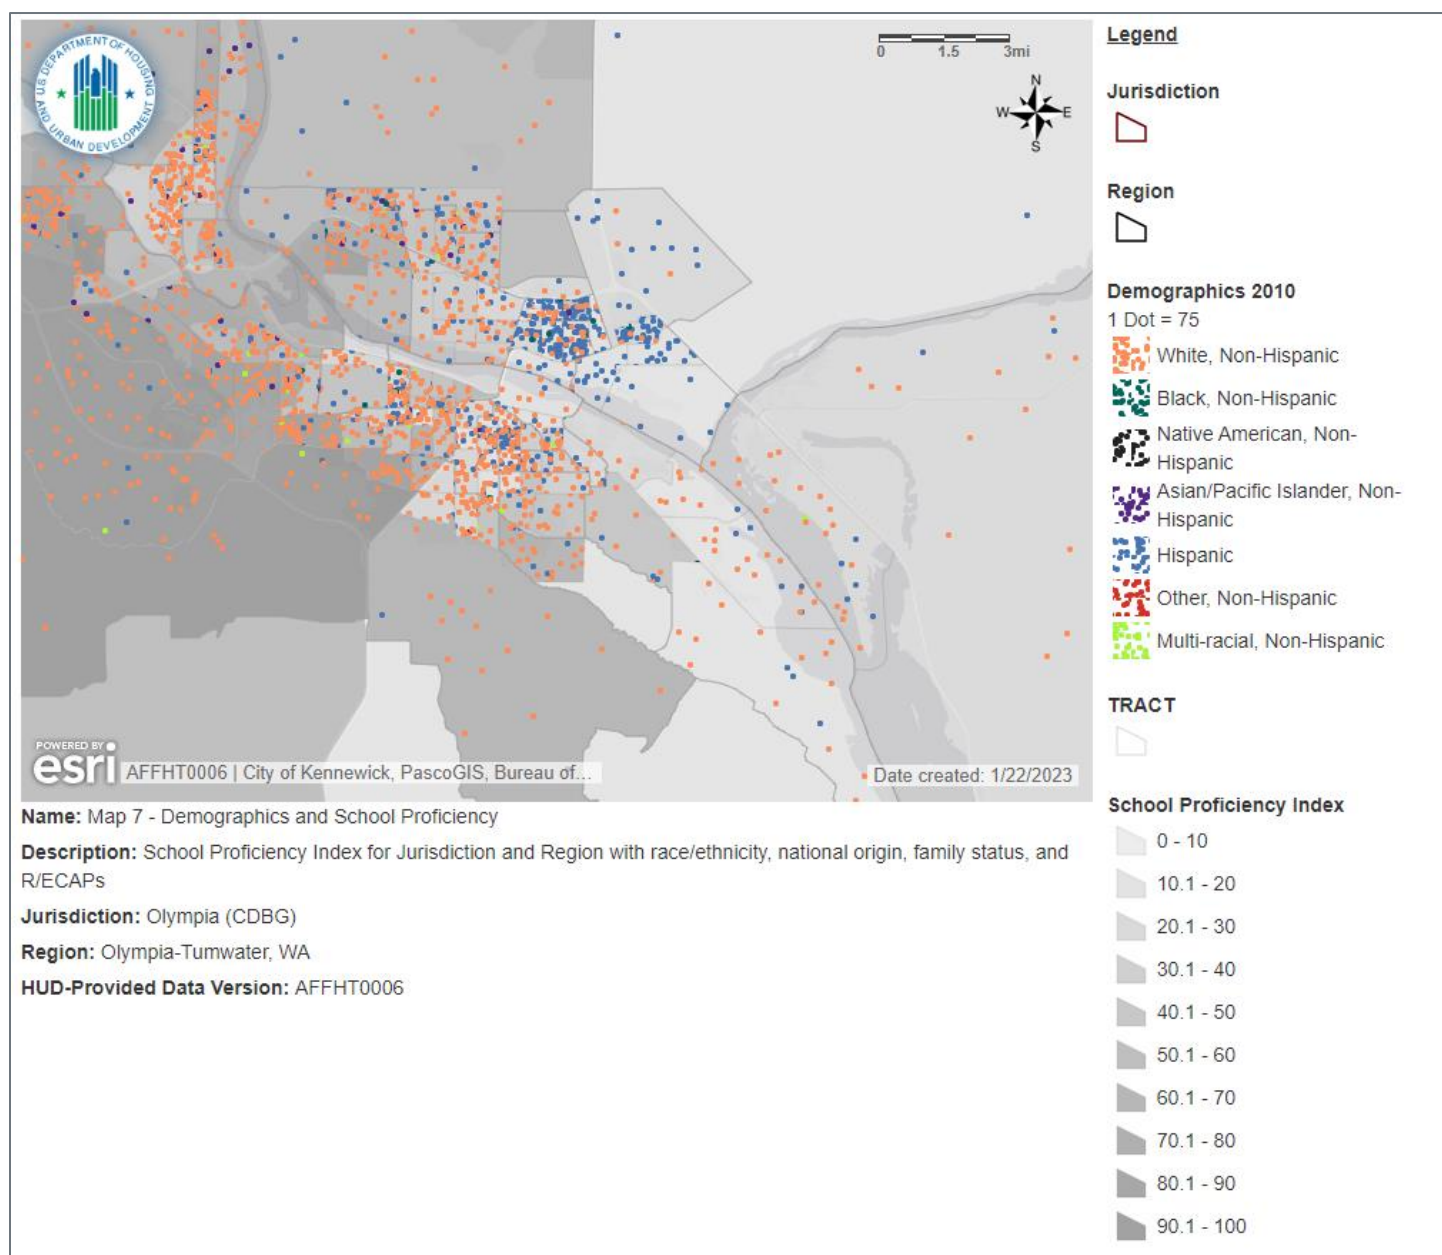 U.S. DEPARTMENT OF HOUSING
AND URBAN DEVELOPMENT
0 1.5 3mi
N
W E
S
POWERED BY
esri
AFFHT0006 | City of Kennewick, PascoGIS, Bureau of...
Date created: 1/22/2023
Name: Map 7 - Demographics and School Proficiency
Description: School Proficiency Index for Jurisdiction and Region with race/ethnicity, national origin, family status, and
R/ECAPs
Jurisdiction: Olympia (CDBG)
Region: Olympia-Tumwater, WA
HUD-Provided Data Version: AFFHT0006
Legend
Jurisdiction
Region
Demographics 2010
1 Dot = 75
White, Non-Hispanic
Black, Non-Hispanic
Native American, Non-
Hispanic
Asian/Pacific Islander, Non-
Hispanic
Hispanic
Other, Non-Hispanic
Multi-racial, Non-Hispanic
TRACT
School Proficiency Index
0 - 10
10.1 - 20
20.1 - 30
30.1 - 40
40.1 - 50
50.1 - 60
60.1 - 70
70.1 - 80
80.1 - 90
90.1 - 100